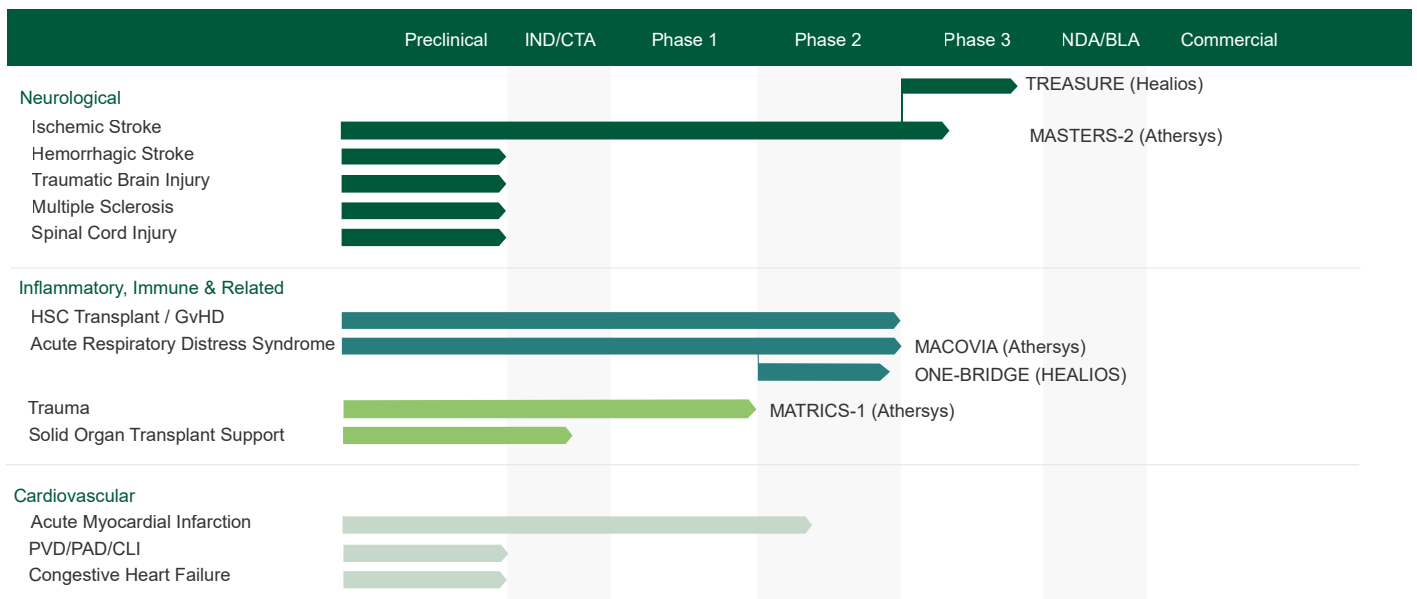 Preclinical IND/CTA Phase 1 Phase 2 Phase 3 NDA/BLA Commercial
TREASURE (Healios)
Neurological
Ischemic Stroke
MASTERS-2 (Athersys)
Hemorrhagic Stroke
Traumatic Brain Injury
Multiple Sclerosis
Spinal Cord Injury
Inflammatory, Immune & Related
HSC Transplant / GvHD
Acute Respiratory Distress Syndrome MACOVIA (Athersys)
ONE-BRIDGE (HEALIOS)
Trauma MATRICS-1 (Athersys)
Solid Organ Transplant Support
Cardiovascular
Acute Myocardial Infarction
PVD/PAD/CLI
Congestive Heart Failure